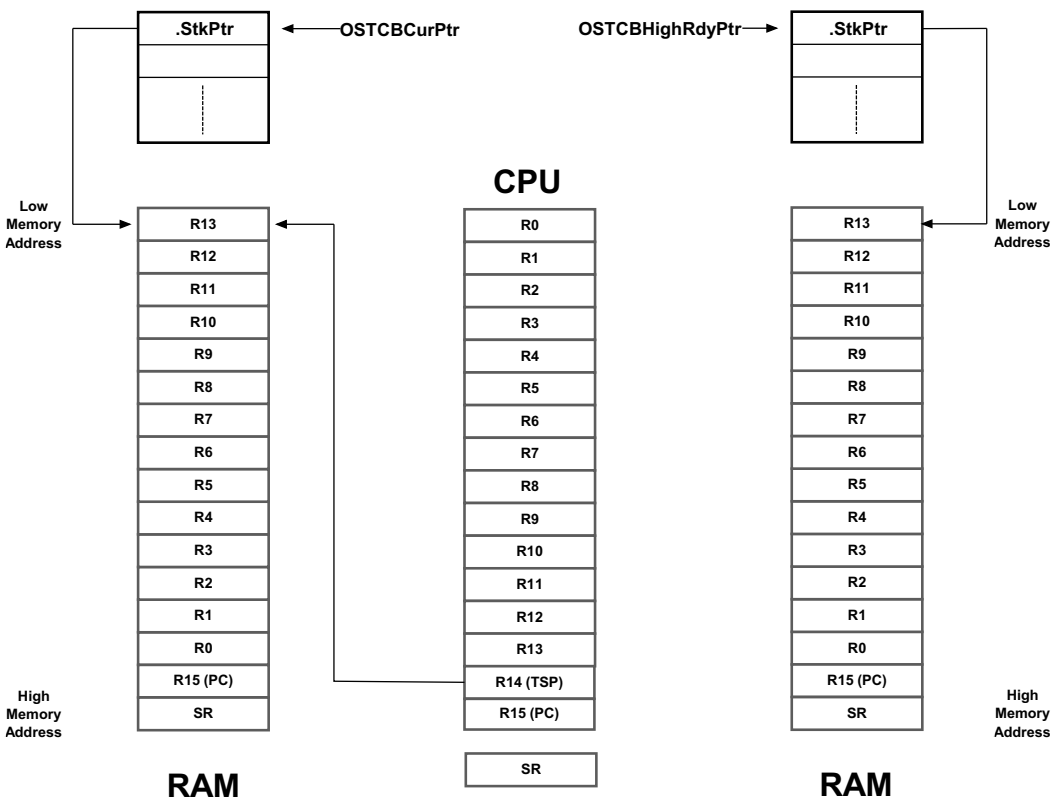 .StkPtr
OSTCBCurPtr
OSTCBHighRdyPtr
.StkPtr
CPU
Low
Memory
Address
R13
R12
R11
R10
R9
R8
R7
R6
R5
R4
R3
R2
R1
R0
R15 (PC)
SR
High
Memory
Address
RAM
R0
R1
R2
R3
R4
R5
R6
R7
R8
R9
R10
R11
R12
R13
R14 (TSP)
R15 (PC)
SR
Low
Memory
Address
R13
R12
R11
R10
R9
R8
R7
R6
R5
R4
R3
R2
R1
R0
R15 (PC)
SR
High
Memory
Address
RAM